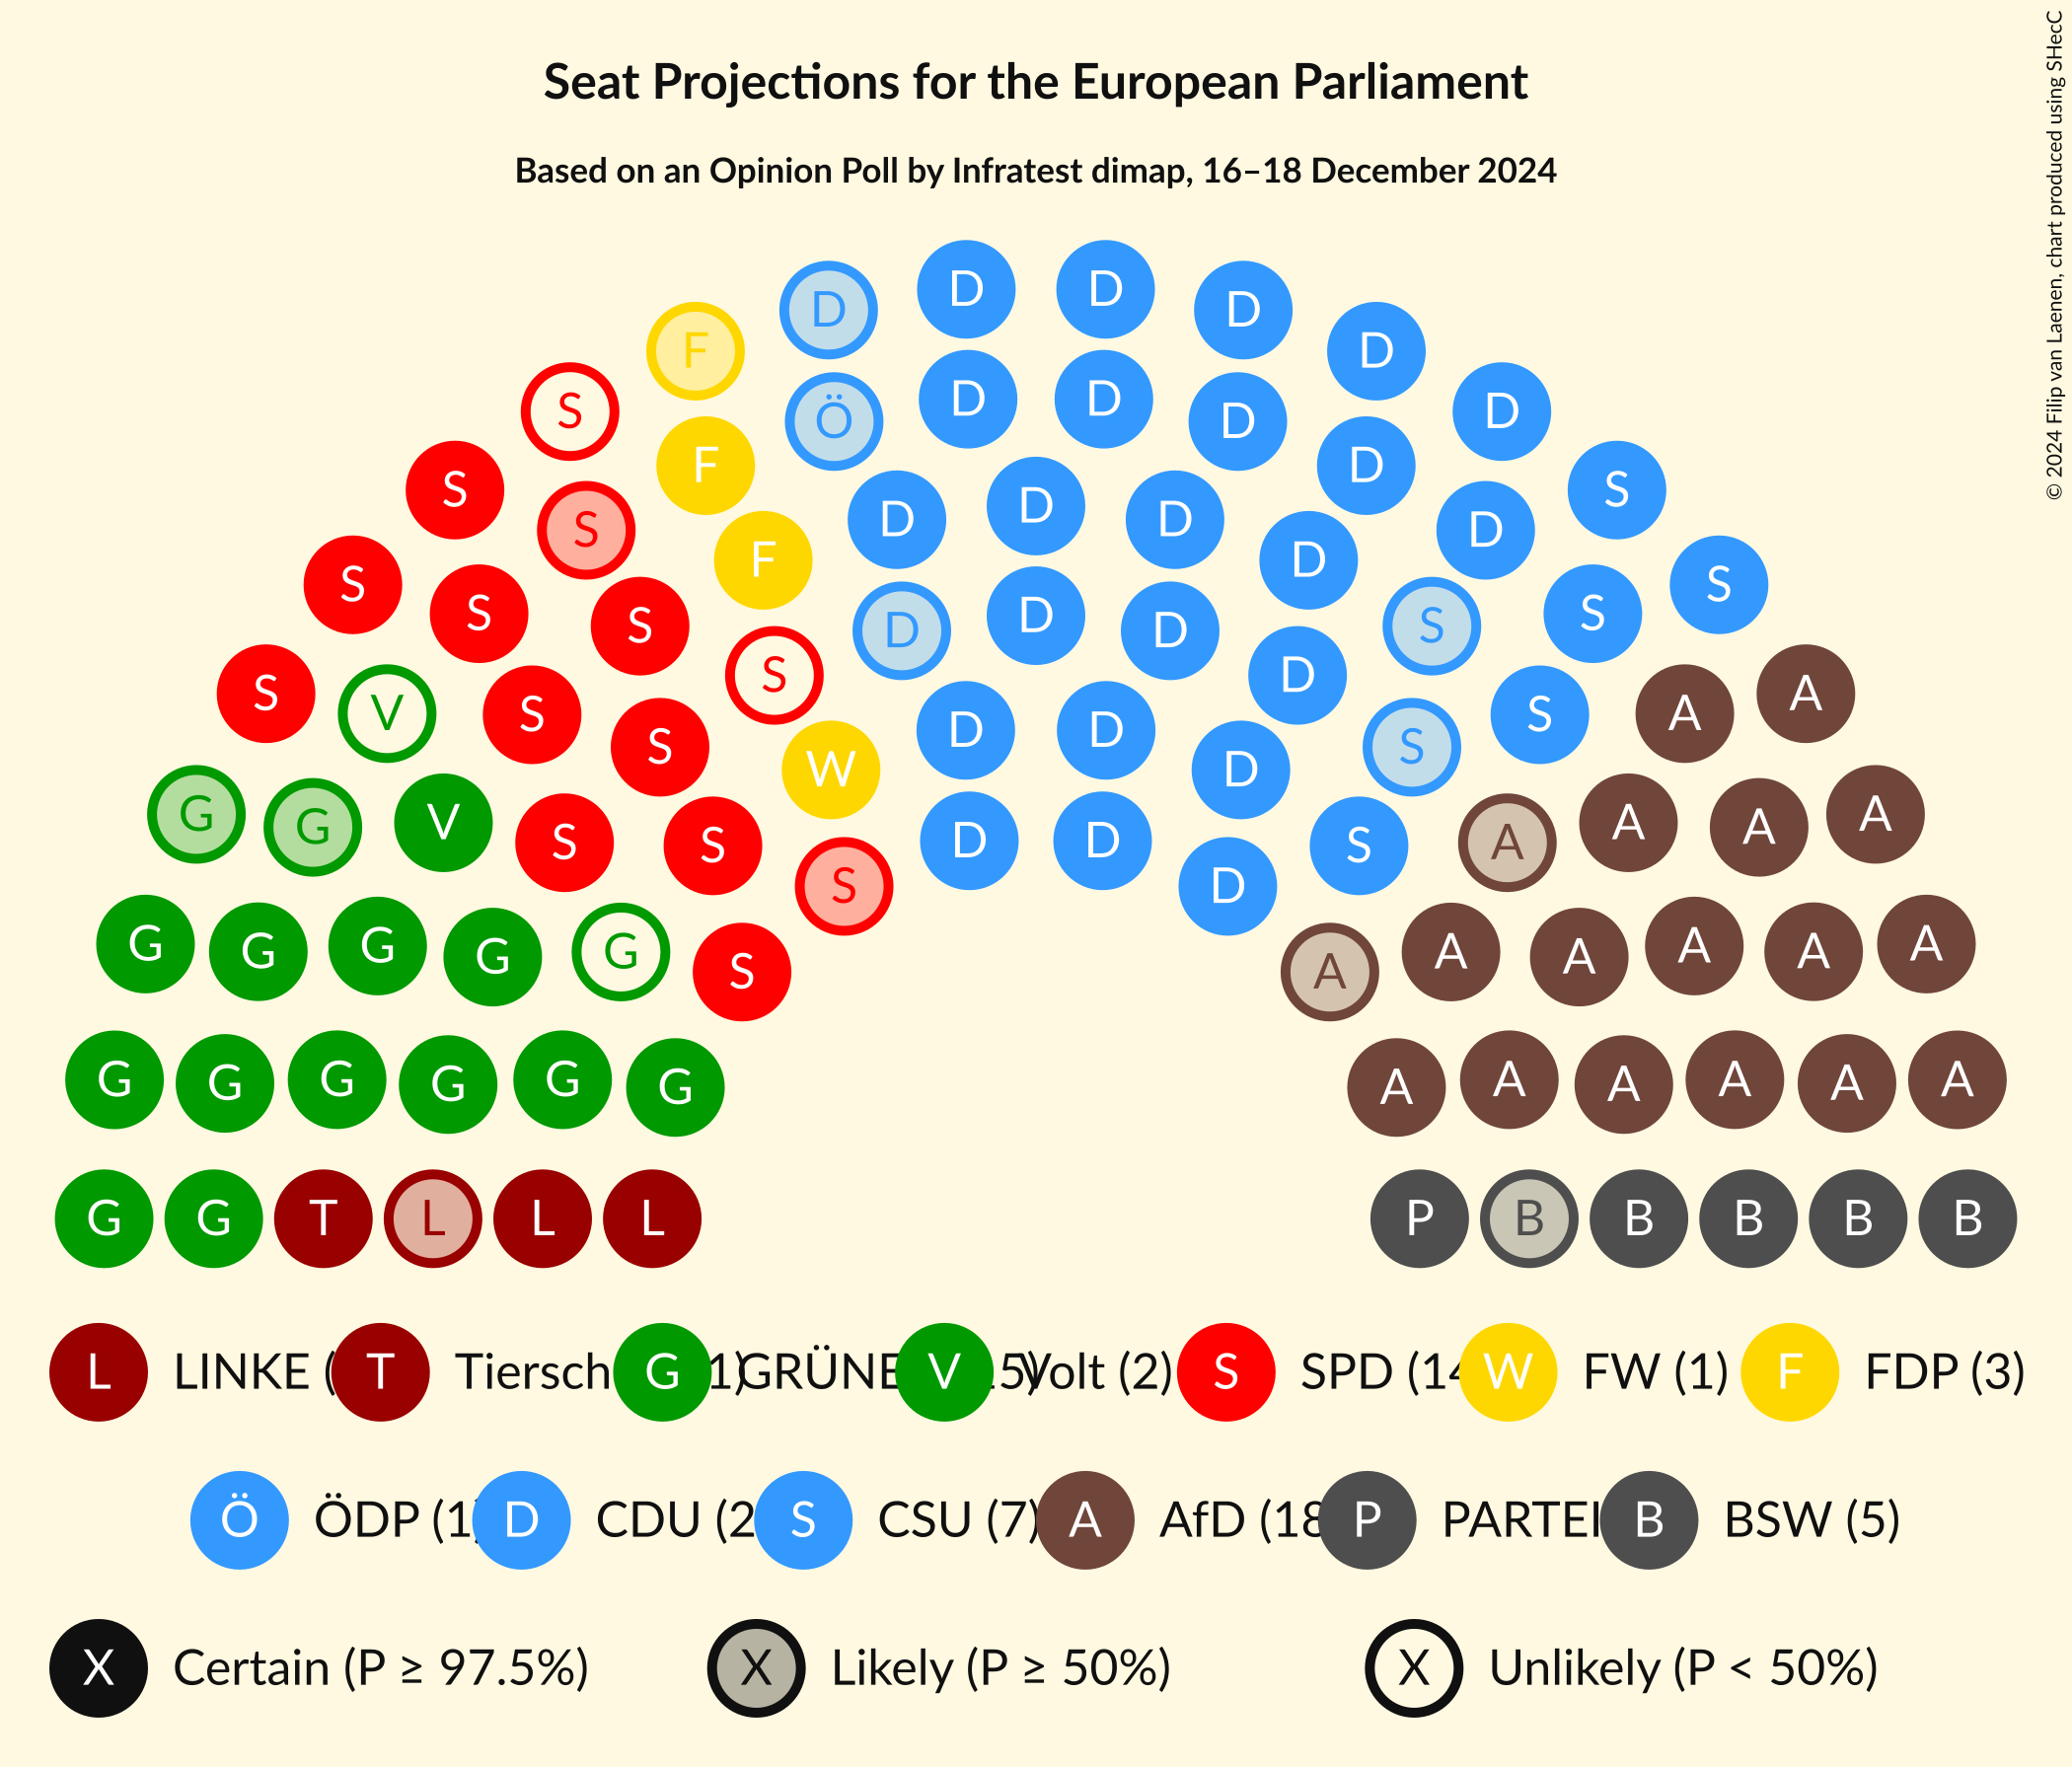 Seat Projections for the European Parliament
Based on an Opinion Poll by Infratest dimap, 16–18 December 2024
© 2024 Filip van Laenen, chart produced using SHecC
D D
D D
F D
D D
S D
Ö D
F D
S S
D
D D
S D
F D
S S
S D S
S D D S
S D
S A
V S S A
D D
S S
W D
G A
G V A A
S D D A
S S
S D
G G G A A A
G G A A
S A
G G G G G G A A A A A A
G G T L L L P B B B B B
L LINKE ( T Tiersch G 1) GRÜNE V 5) Volt (2) S SPD (14 W FW (1) F FDP (3)
Ö ÖDP (1 D CDU (2 S CSU (7) A AfD (18 P PARTEI B BSW (5)
X Certain (P ≥ 97.5%) X Likely (P ≥ 50%) X Unlikely (P < 50%)